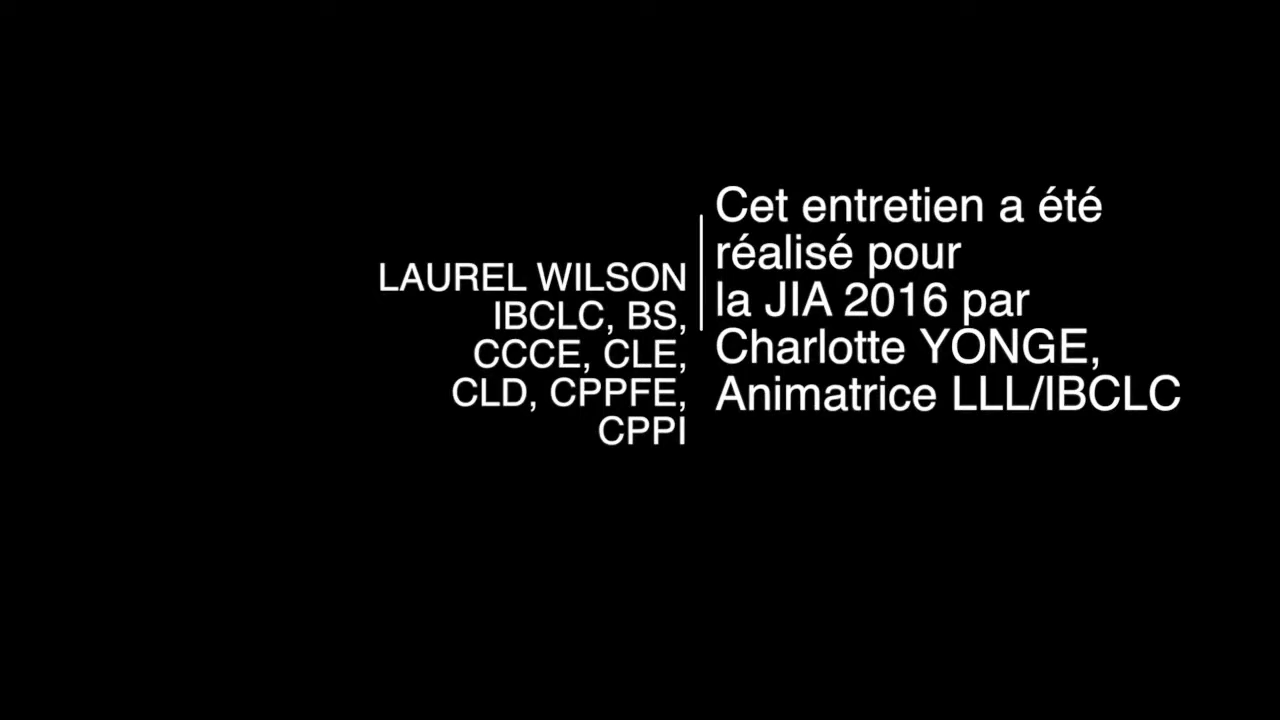 LAUREL WILSON
IBCLC, BS,
CCCE, CLE,
CLD, CPPFE,
CPPI
Cet entretien a été
réalisé pour
la JIA 2016 par
Charlotte YONGE,
Animatrice LLL/IBCLC